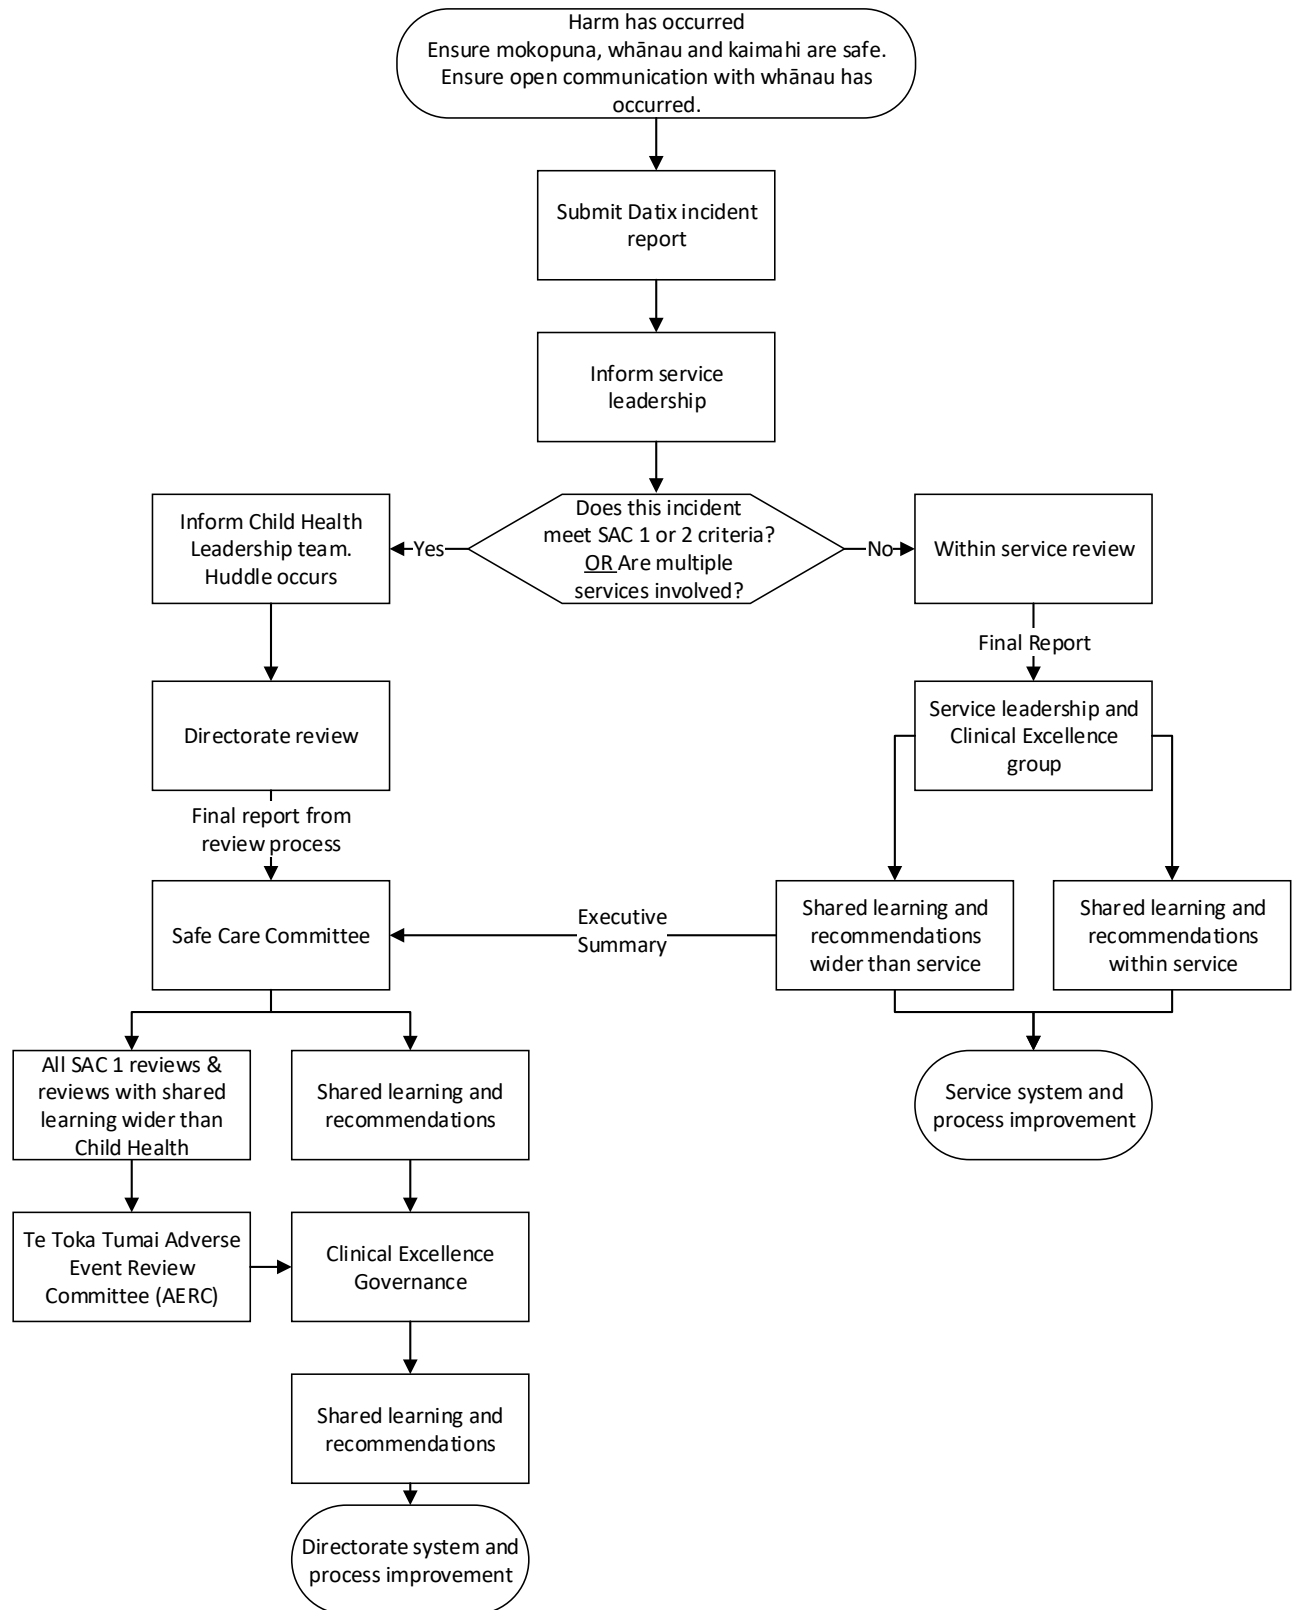 Harm has occurred
Ensure mokopuna, whānau and kaimahi are safe.
Ensure open communication with whānau has
occurred.
Submit Datix incident
report
Inform service
leadership
Does this incident
meet SAC 1 or 2 criteria?
OR Are multiple
services involved?
Yes
No
Inform Child Health
Leadership team.
Huddle occurs
Within service review
Final Report
Directorate review
Service leadership and
Clinical Excellence
group
Final report from
review process
Safe Care Committee
Executive
Summary
Shared learning and
recommendations
wider than service
Shared learning and
recommendations
within service
All SAC 1 reviews &
reviews with shared
learning wider than
Child Health
Shared learning and
recommendations
Service system and
process improvement
Te Toka Tumai Adverse
Event Review
Committee (AERC)
Clinical Excellence
Governance
Shared learning and
recommendations
Directorate system and
process improvement